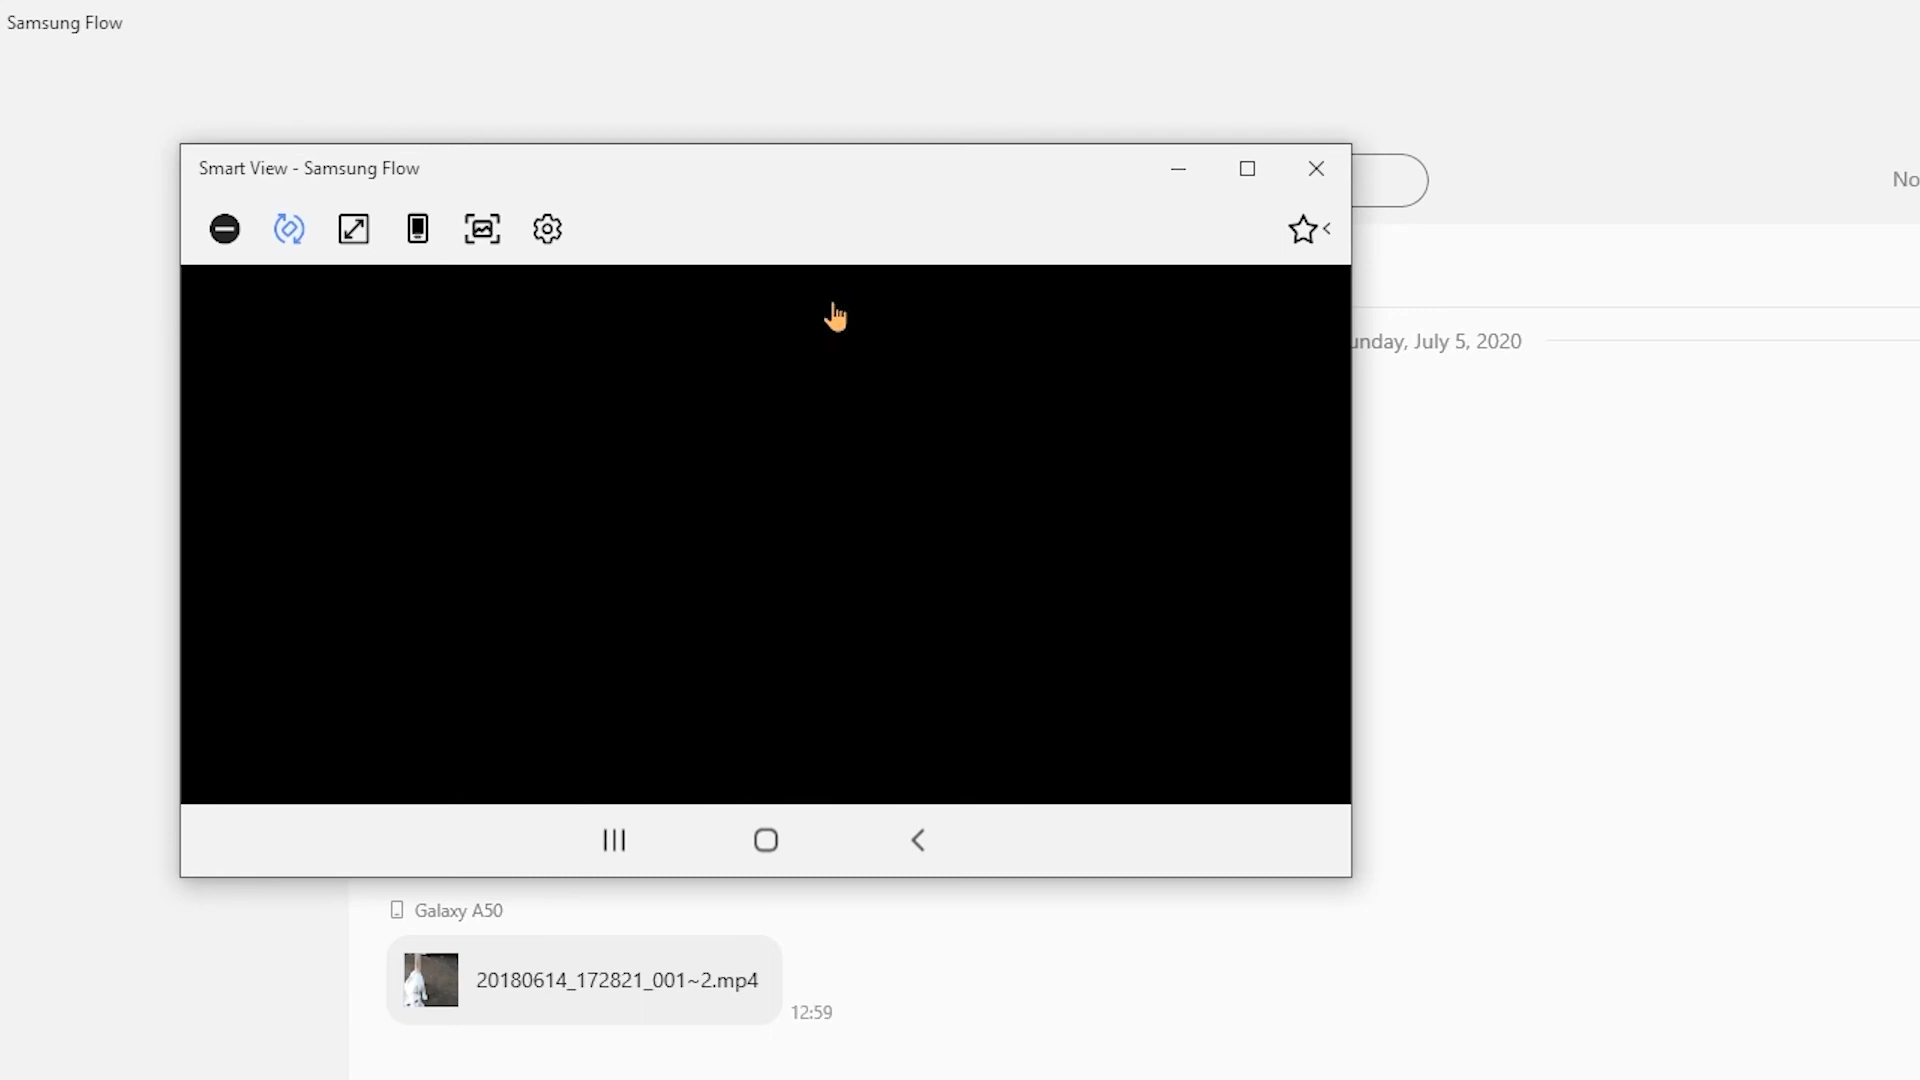 Samsung Flow
Smart View - Samsung Flow
No
unday, July 5, 2020
Galaxy A50
20180614_172821_001~2.mp4
12:59